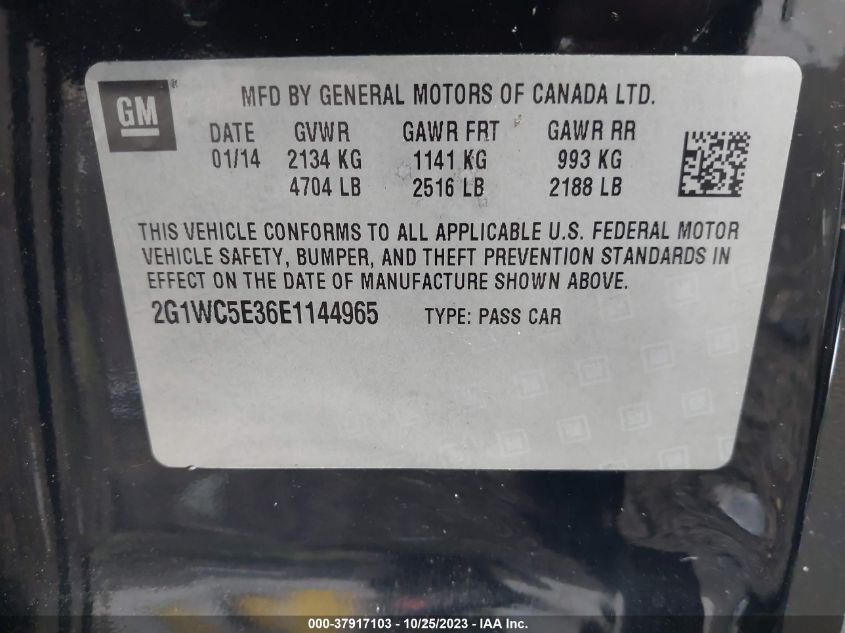 GM
MFD BY GENERAL MOTORS OF CANADA LTD.
DATE GVWR GAWR FRT GAWR RR
01/14 2134 KG 1141 KG 993 KG
4704 LB 2516 LB 2188 LB
THIS VEHICLE CONFORMS TO ALL APPLICABLE U.S. FEDERAL MOTOR
VEHICLE SAFETY, BUMPER, AND THEFT PREVENTION STANDARDS IN
EFFECT ON THE DATE OF MANUFACTURE SHOWN ABOVE.
2G1WC5E36E1144965 TYPE: PASS CAR
000-37917103 - 10/25/2023 - IAA Inc.